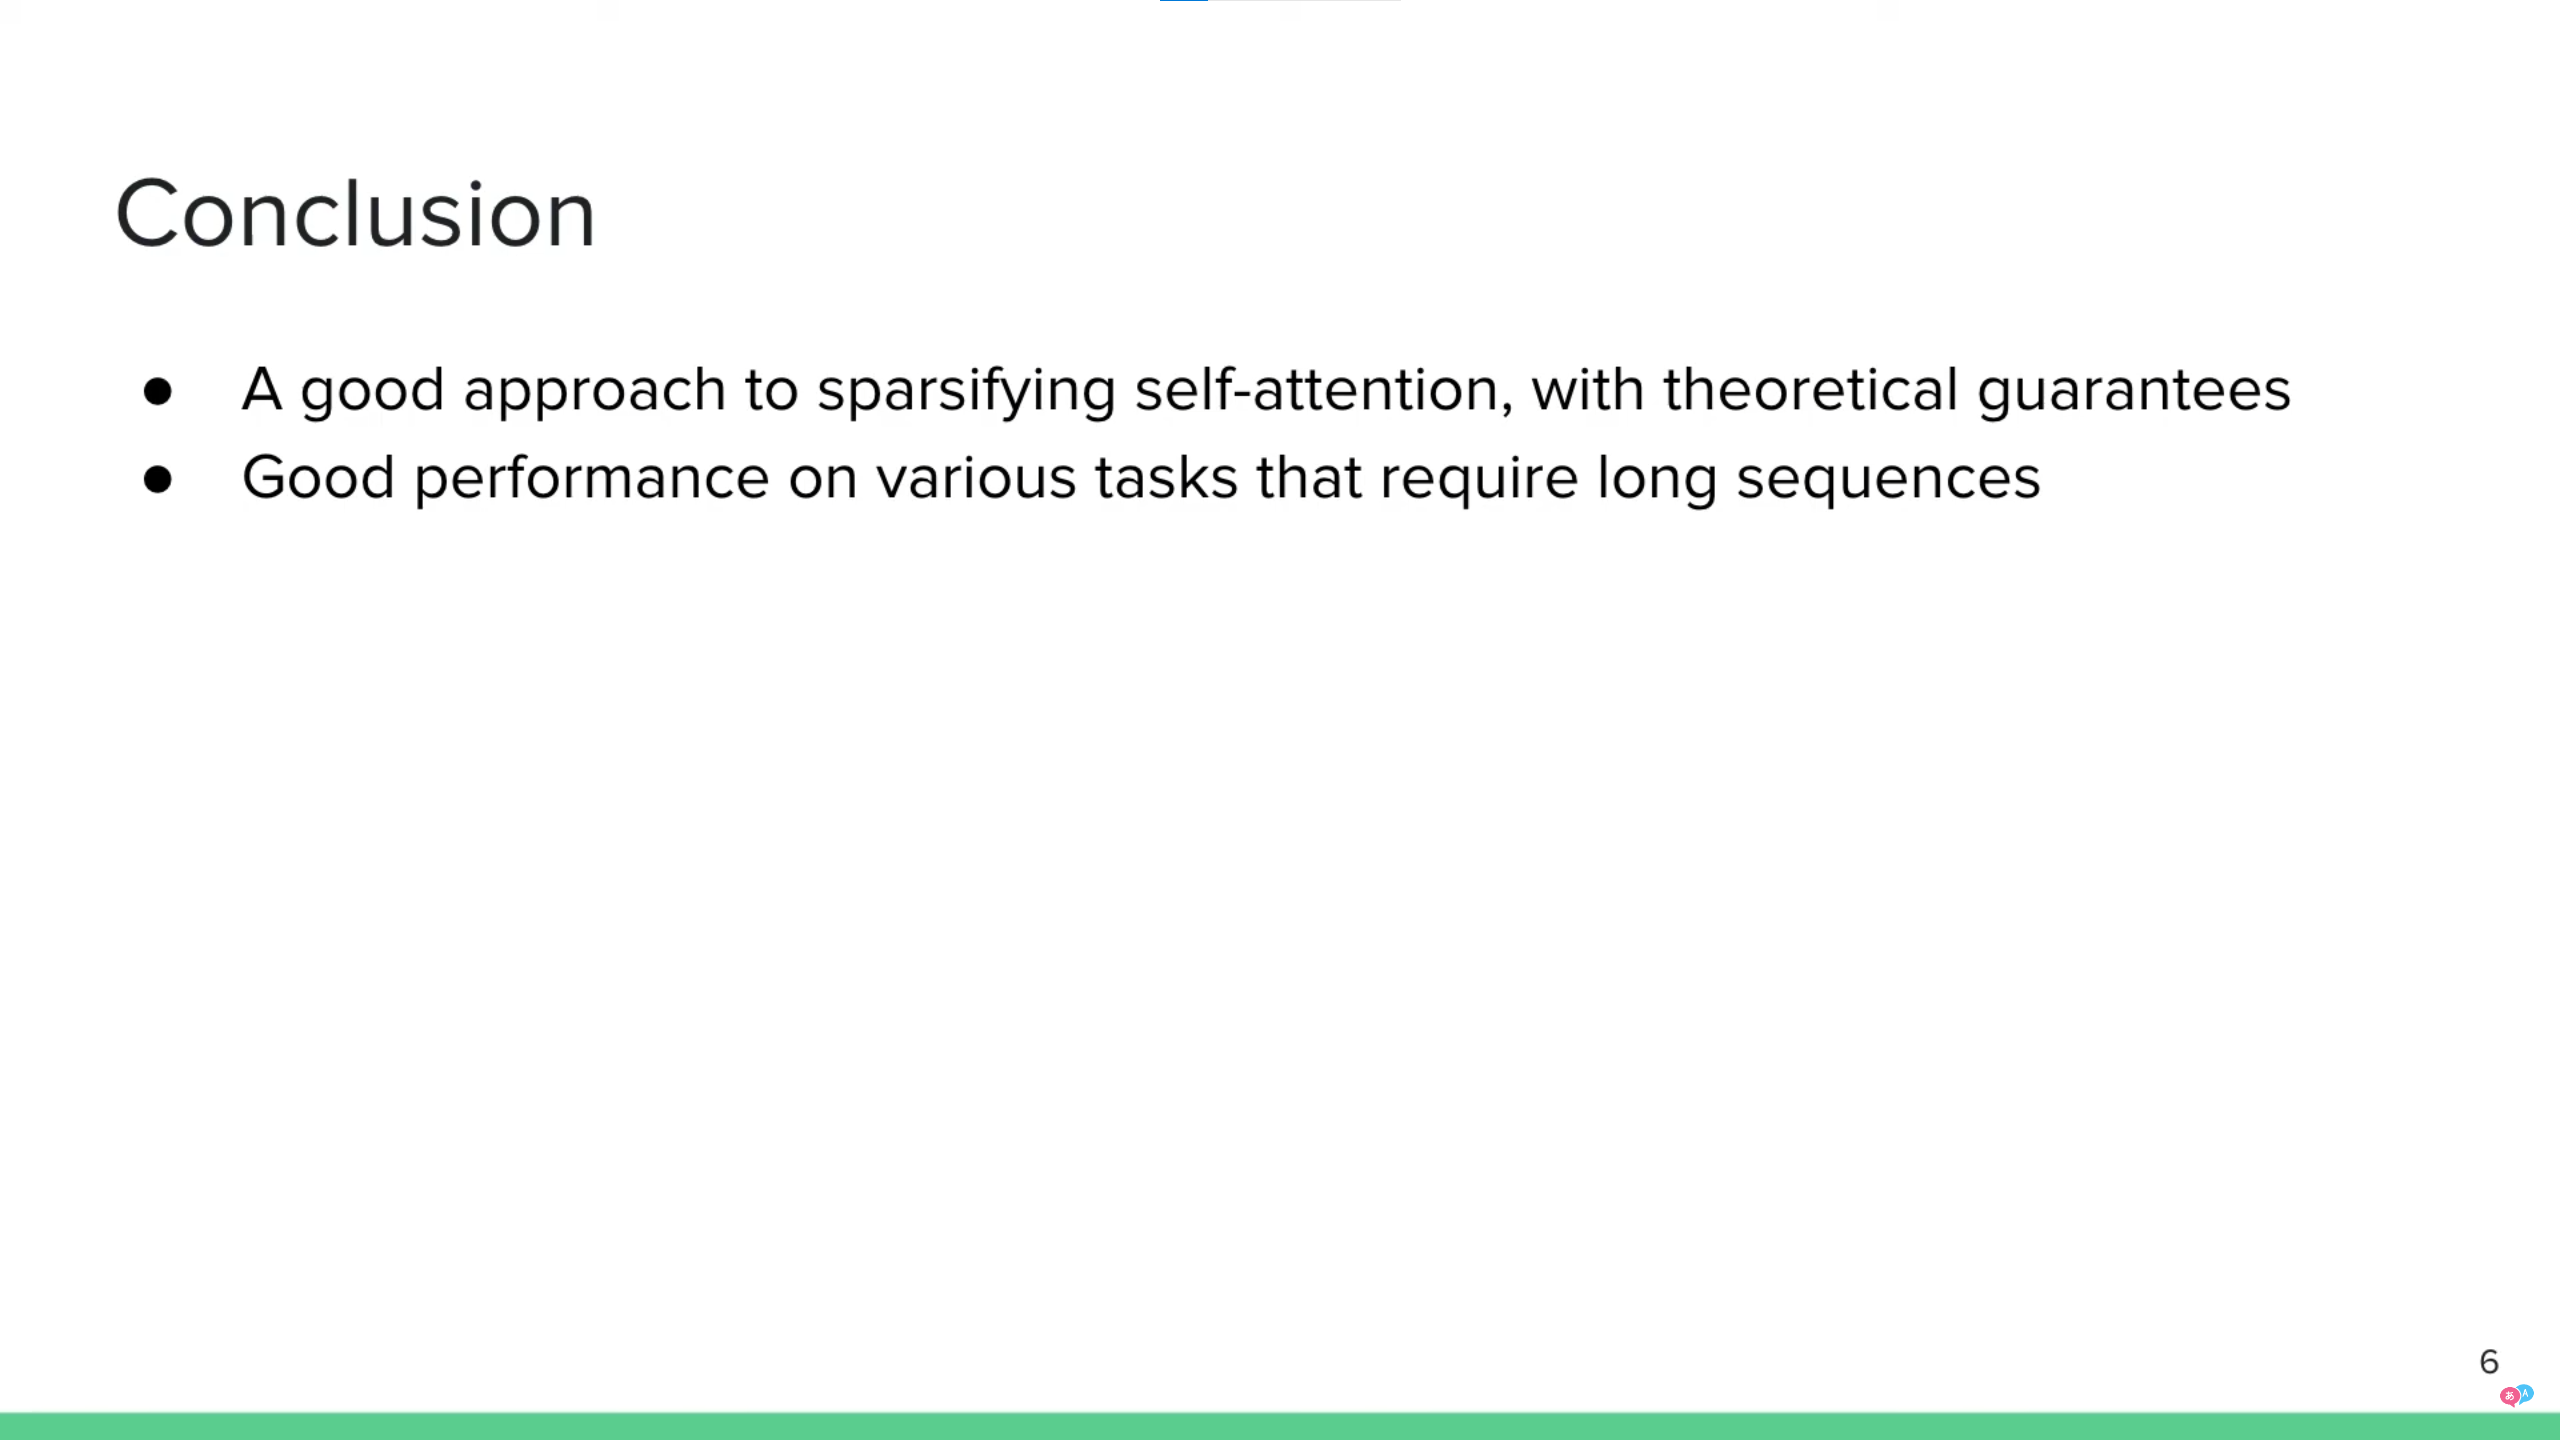 Conclusion
● A good approach to sparsifying self-attention, with theoretical guarantees
● Good performance on various tasks that require long sequences
6
あ A